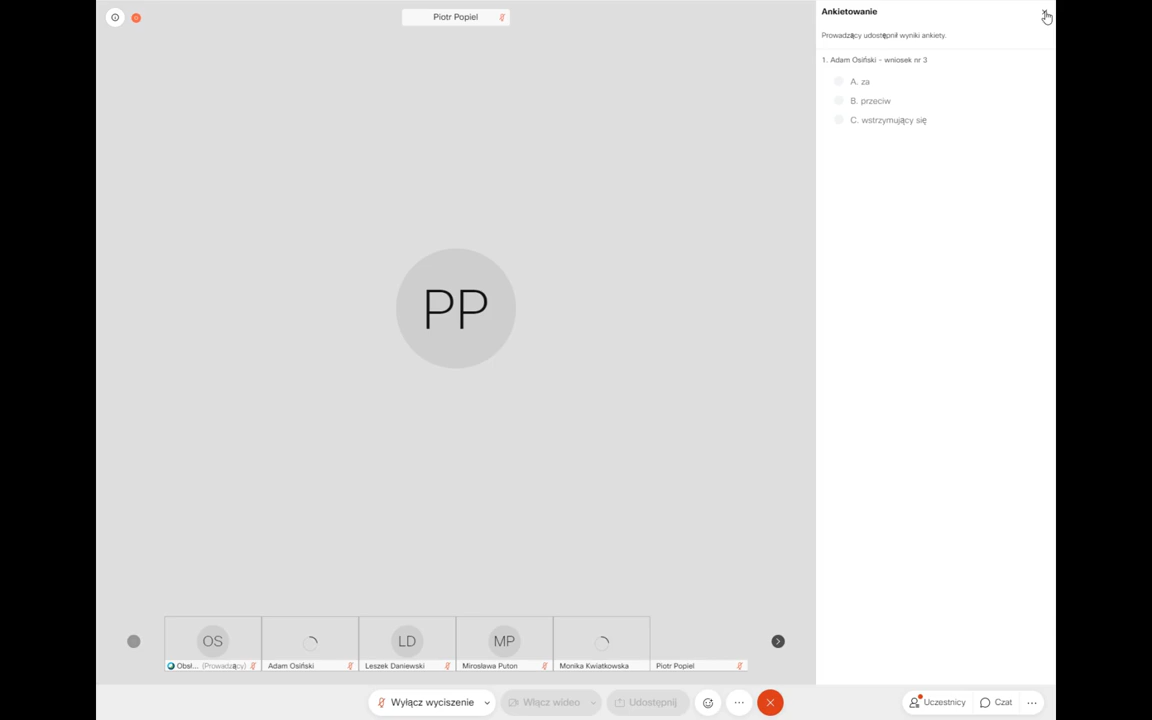 Piotr Popiel
Ankietowanie
Prowadzący udostępnił wyniki ankiety.
1. Adam Osiński - wniosek nr 3
A. za
B. przeciw
C. wstrzymujący się
PP
OS
LD
MP
Obsł... (Prowadzący)
Adam Osiński
Leszek Daniewski
Mirosława Puton
Monika Kwiatkowska
Piotr Popiel
Wyłącz wyciszenie
Włącz wideo
Udostępnij
Uczestnicy
Czat